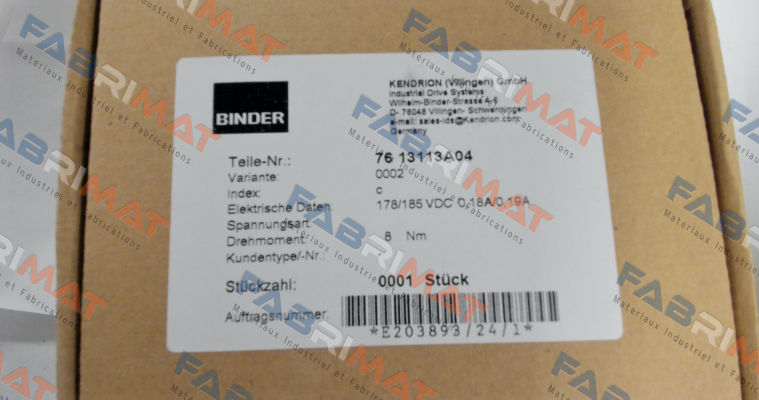 BINDER
KENDRION (Villingen) GmbH
Industrial Drive Systems
Wilhelm-Binder-Strasse 4-6
D- 78048 Villingen- Schwenningen
e-mail: sales-ids@Kendrion.com
Germany
Teile-Nr.: 76 13113A04
Variante: 0002
Index: c
Elektrische Daten: 178/185 VDC 0,18A/0,19A
Spannungsart:
Drehmoment: 8 Nm
Kundentype/-Nr.:
Stückzahl: 0001 Stück
Auftragsnummer:
*E203893/24/1*
FABRIMAT
Materiaux Industriel et Fabrications